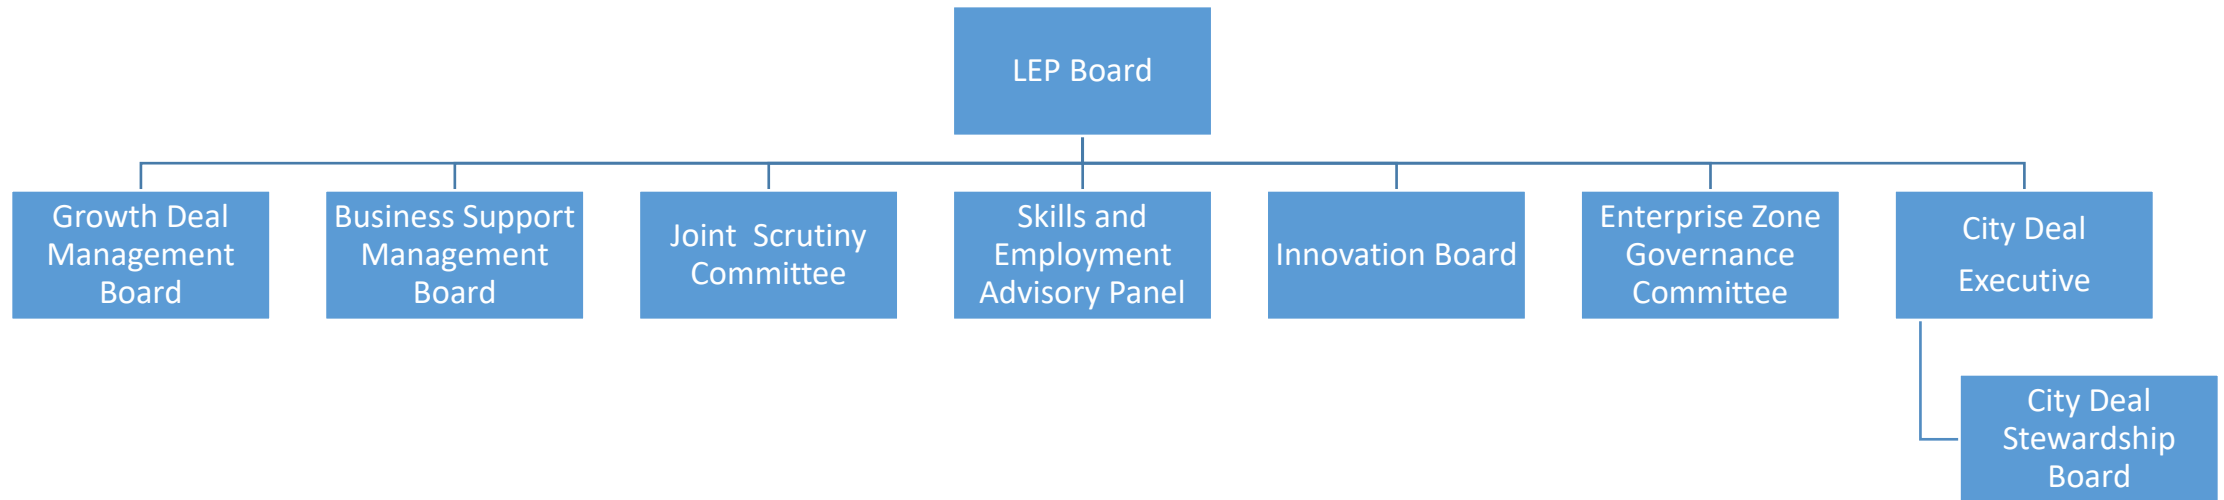 LEP Board
Growth Deal
Management
Board
Business Support
Management
Board
Joint  Scrutiny
Committee
Skills and
Employment
Advisory Panel
Innovation Board
Enterprise Zone
Governance
Committee
City Deal
Executive
City Deal
Stewardship
Board